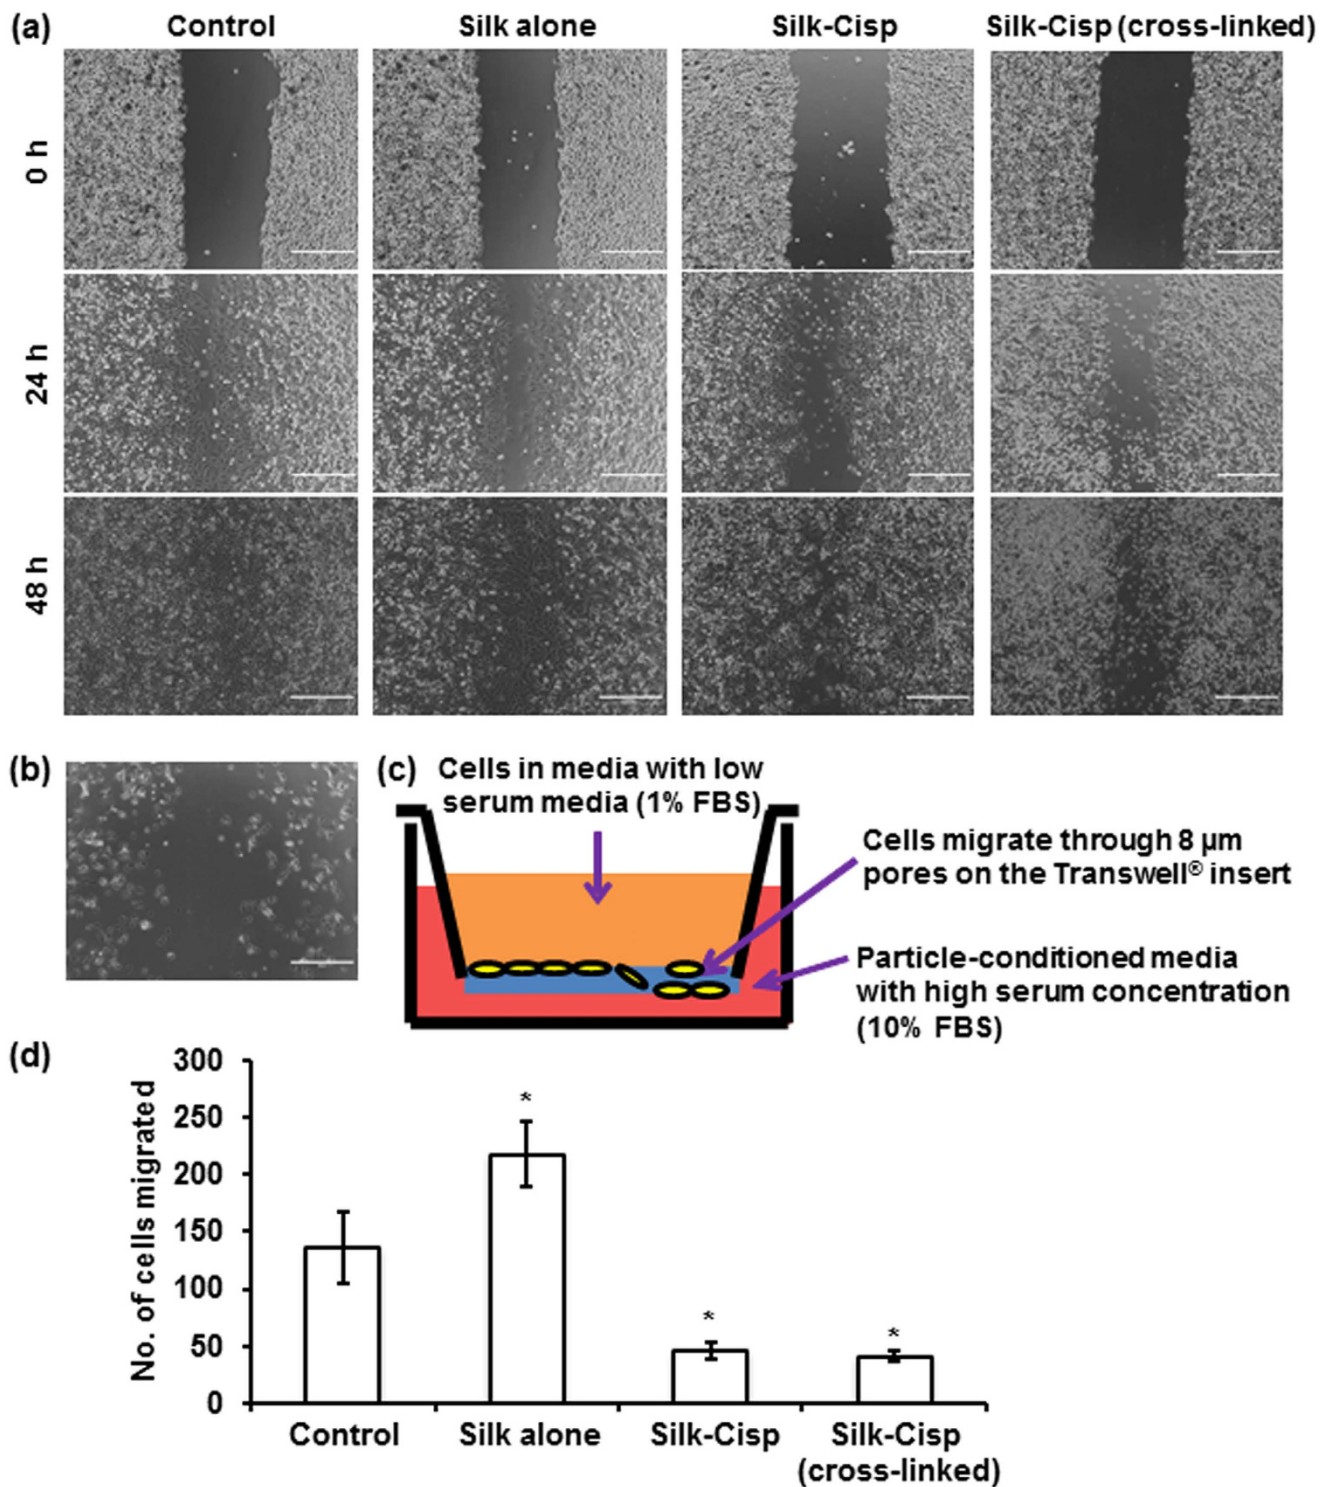 (a)
Control
Silk alone
Silk-Cisp
Silk-Cisp (cross-linked)
0 h
24 h
48 h
(b)
(c)
Cells in media with low
serum media (1% FBS)
Cells migrate through 8 µm
pores on the Transwell® insert
Particle-conditioned media
with high serum concentration
(10% FBS)
(d)
No. of cells migrated
300
250
200
150
100
50
0
*
*
*
Control
Silk alone
Silk-Cisp
Silk-Cisp
(cross-linked)